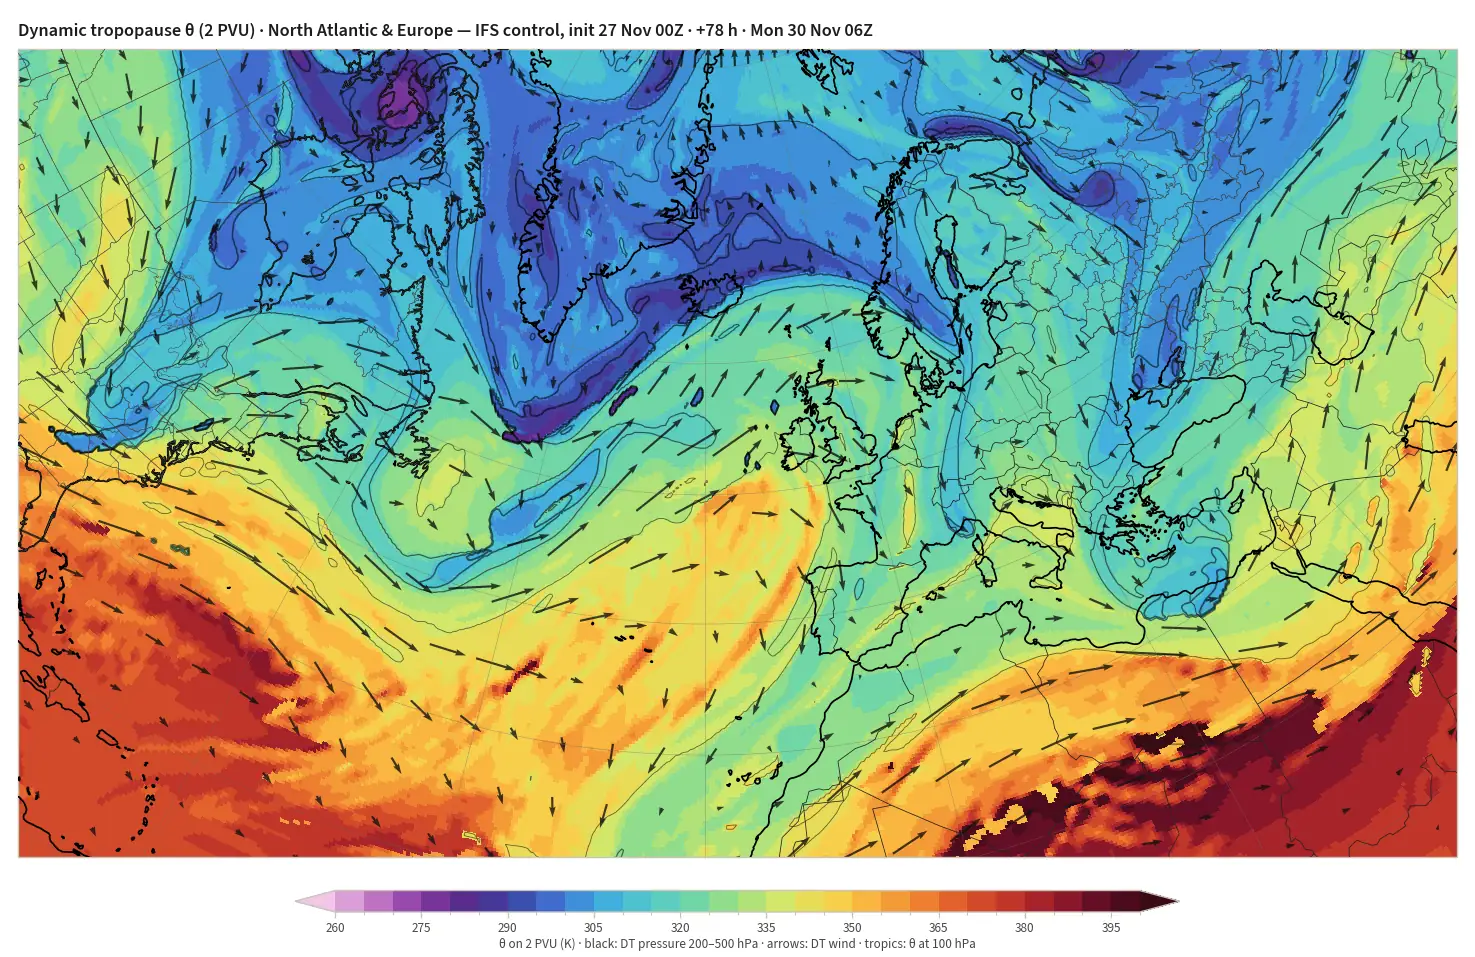 Dynamic tropopause θ (2 PVU) · North Atlantic & Europe — IFS control, init 27 Nov 00Z · +78 h · Mon 30 Nov 06Z
260 275 290 305 320 335 350 365 380 395
θ on 2 PVU (K) · black: DT pressure 200–500 hPa · arrows: DT wind · tropics: θ at 100 hPa